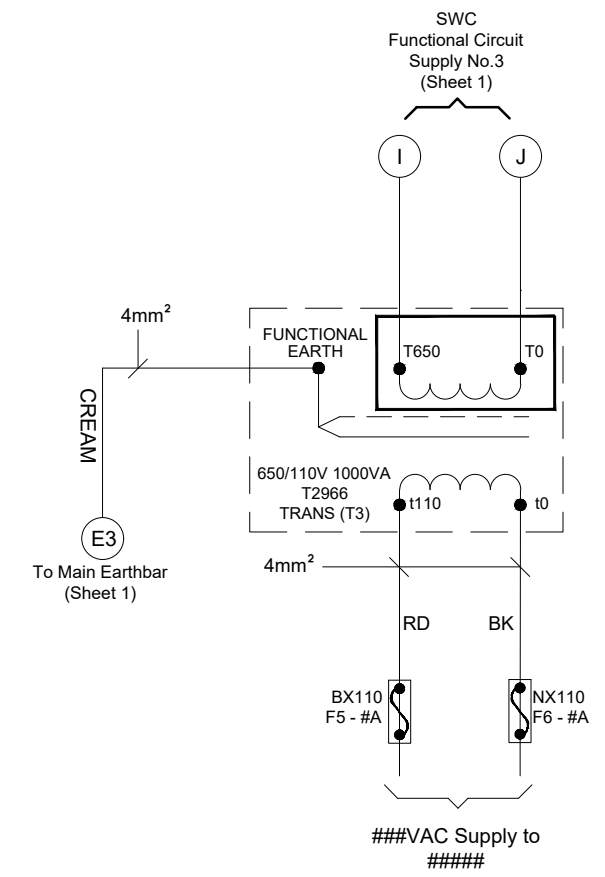 SWC
Functional Circuit
Supply No.3
(Sheet 1)
I
J
4mm²
FUNCTIONAL
EARTH
T650
T0
CREAM
650/110V 1000VA
T2966
TRANS (T3)
t110
t0
E3
To Main Earthbar
(Sheet 1)
4mm²
RD
BK
BX110
F5 - #A
NX110
F6 - #A
###VAC Supply to
#####